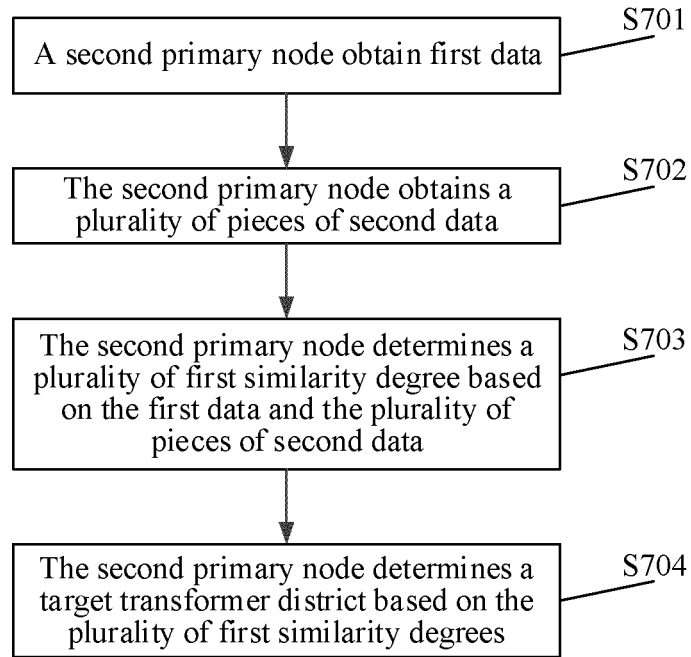 S701
A second primary node obtain first data
S702
The second primary node obtains a
plurality of pieces of second data
S703
The second primary node determines a
plurality of first similarity degree based
on the first data and the plurality of
pieces of second data
S704
The second primary node determines a
target transformer district based on the
plurality of first similarity degrees